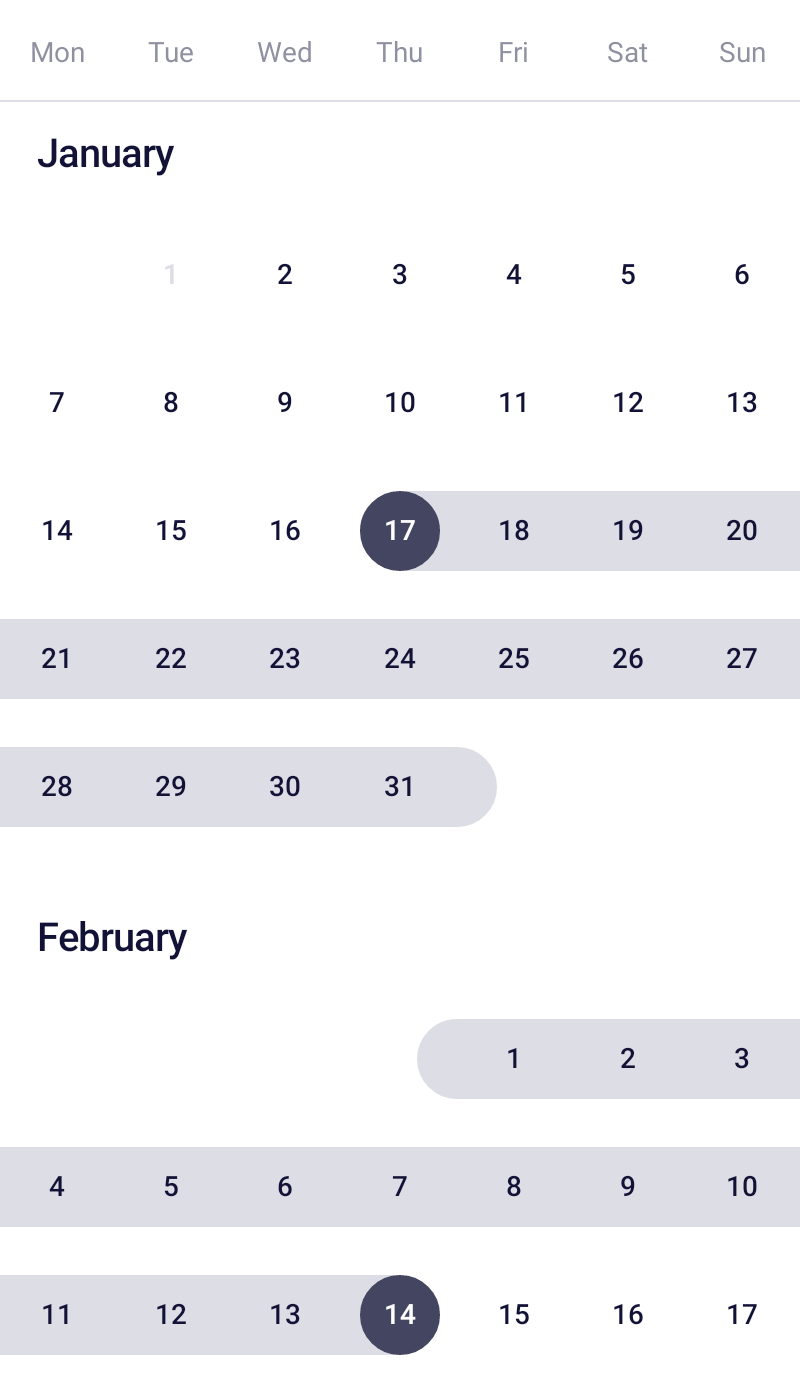 Mon Tue Wed Thu Fri Sat Sun
January
1 2 3 4 5 6
7 8 9 10 11 12 13
14 15 16 17 18 19 20
21 22 23 24 25 26 27
28 29 30 31
February
1 2 3
4 5 6 7 8 9 10
11 12 13 14 15 16 17